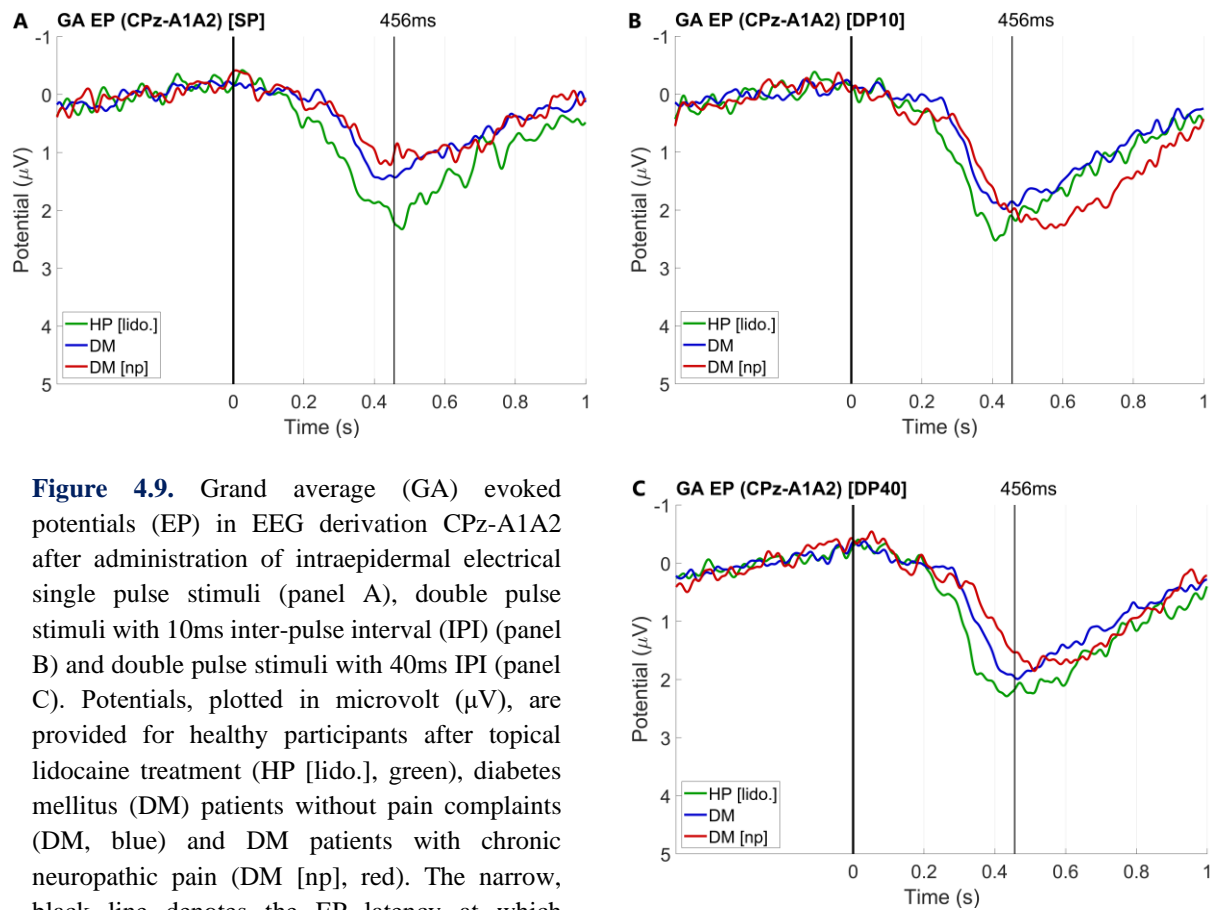 A GA EP (CPz-A1A2) [SP] 456ms
-1
0
1
2
3
4
5
Potential (μV)
HP [lido.]
DM
DM [np]
0 0.2 0.4 0.6 0.8 1
Time (s)
B GA EP (CPz-A1A2) [DP10] 456ms
-1
0
1
2
3
4
5
Potential (μV)
HP [lido.]
DM
DM [np]
0 0.2 0.4 0.6 0.8 1
Time (s)
Figure 4.9. Grand average (GA) evoked
potentials (EP) in EEG derivation CPz-A1A2
after administration of intraepidermal electrical
single pulse stimuli (panel A), double pulse
stimuli with 10ms inter-pulse interval (IPI) (panel
B) and double pulse stimuli with 40ms IPI (panel
C). Potentials, plotted in microvolt (μV), are
provided for healthy participants after topical
lidocaine treatment (HP [lido.], green), diabetes
mellitus (DM) patients without pain complaints
(DM, blue) and DM patients with chronic
neuropathic pain (DM [np], red). The narrow,
black line denotes the EP latency at which
C GA EP (CPz-A1A2) [DP40] 456ms
-1
0
1
2
3
4
5
Potential (μV)
HP [lido.]
DM
DM [np]
0 0.2 0.4 0.6 0.8 1
Time (s)